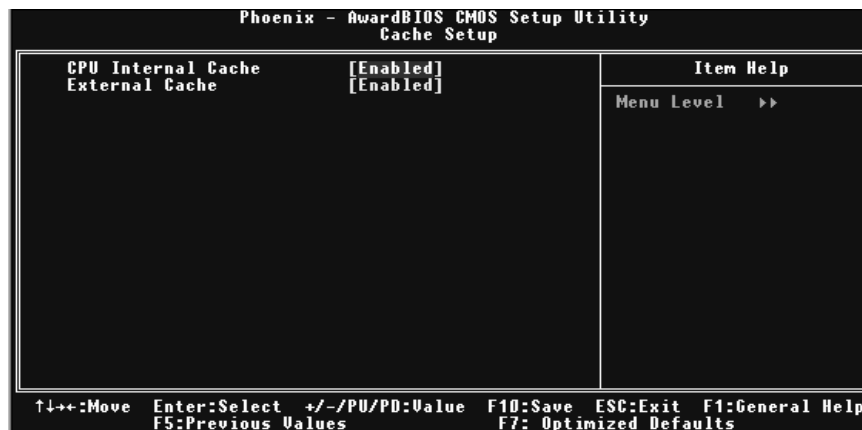 Phoenix - AwardBIOS CMOS Setup Utility
Cache Setup
CPU Internal Cache [Enabled]
External Cache [Enabled]
Item Help
Menu Level ▸▸
↑↓→←:Move Enter:Select +/-/PU/PD:Value F10:Save ESC:Exit F1:General Help
F5:Previous Values F7: Optimized Defaults